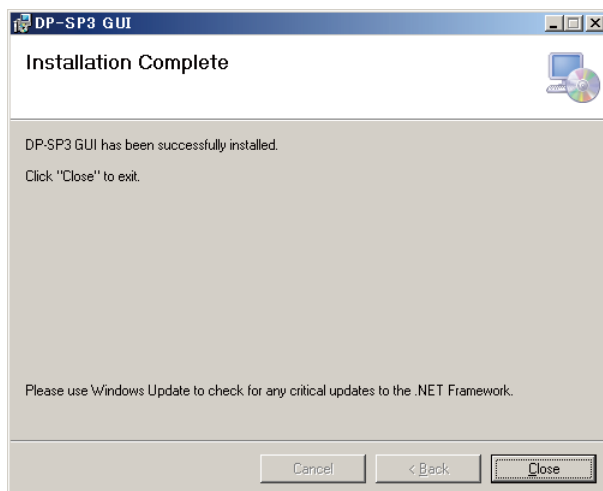 DP-SP3 GUI
Installation Complete
DP-SP3 GUI has been successfully installed.
Click "Close" to exit.
Please use Windows Update to check for any critical updates to the .NET Framework.
Cancel
< Back
Close